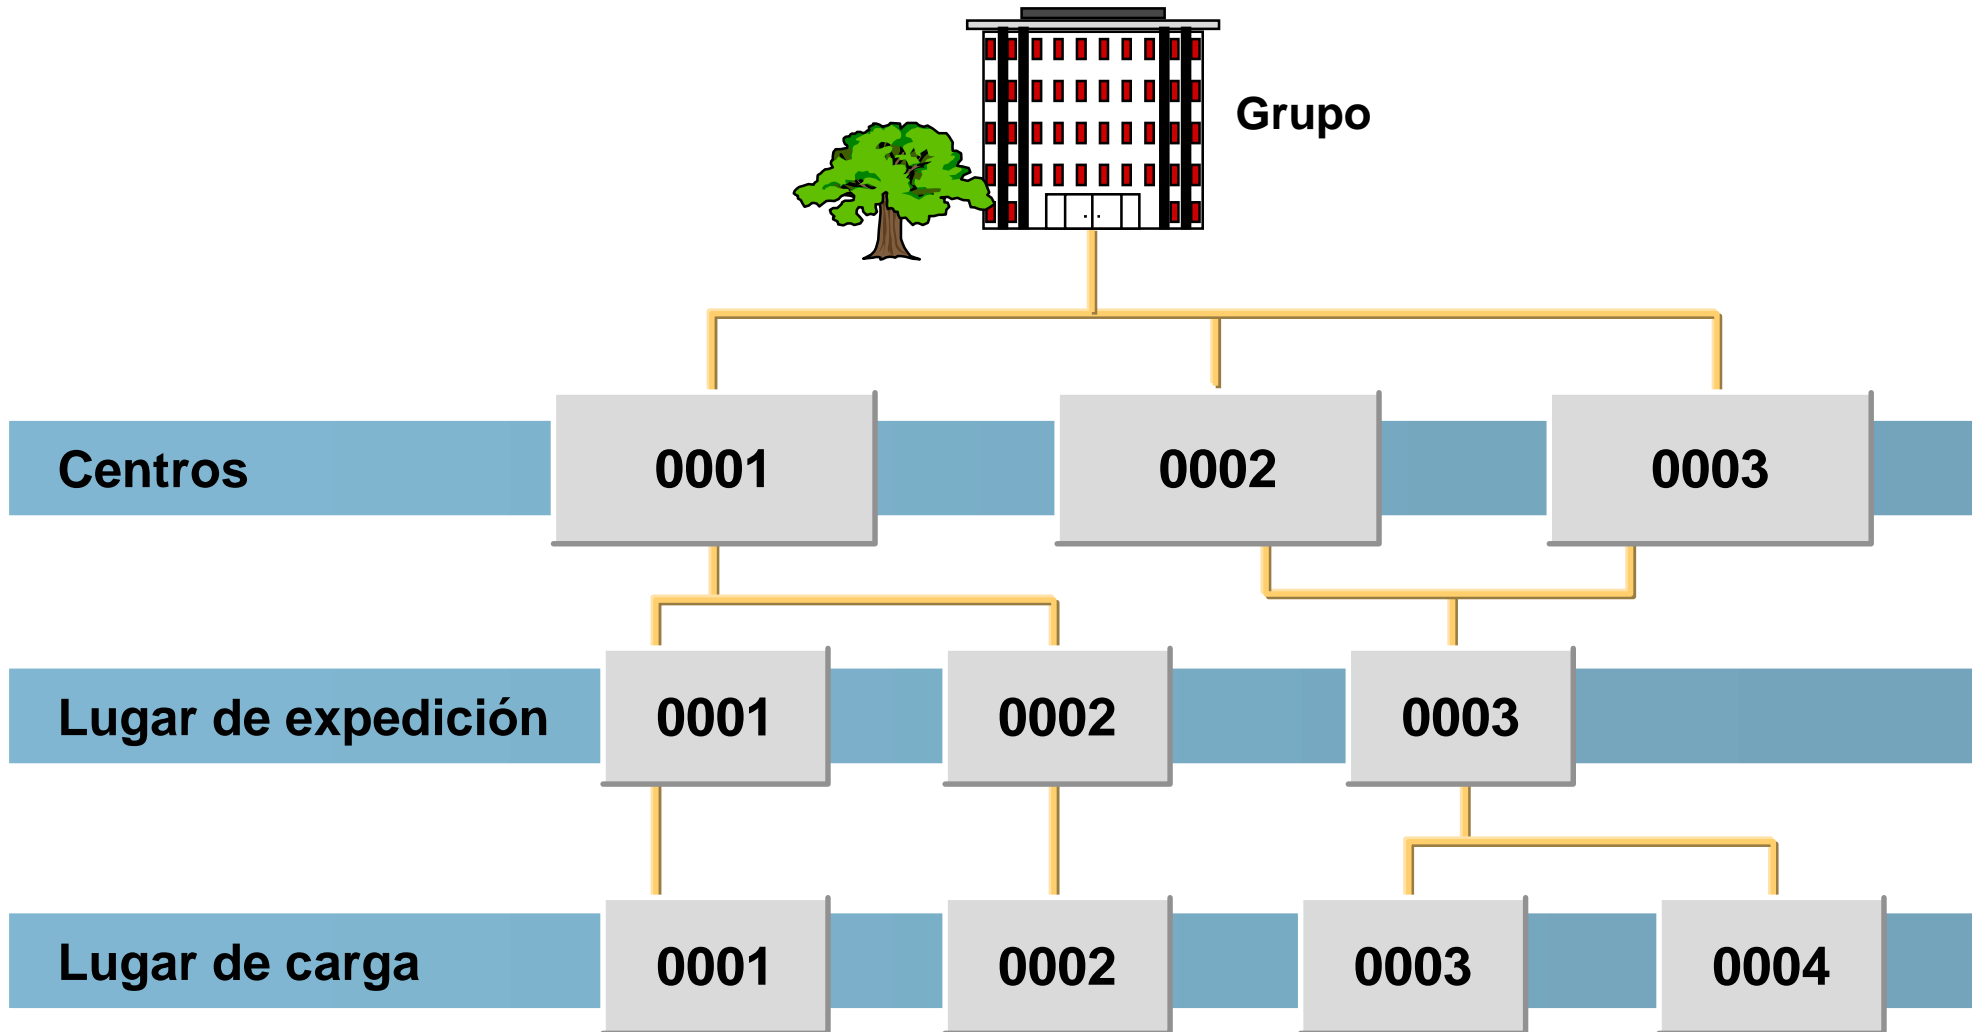 Grupo
Centros 0001 0002 0003
Lugar de expedición 0001 0002 0003
Lugar de carga 0001 0002 0003 0004